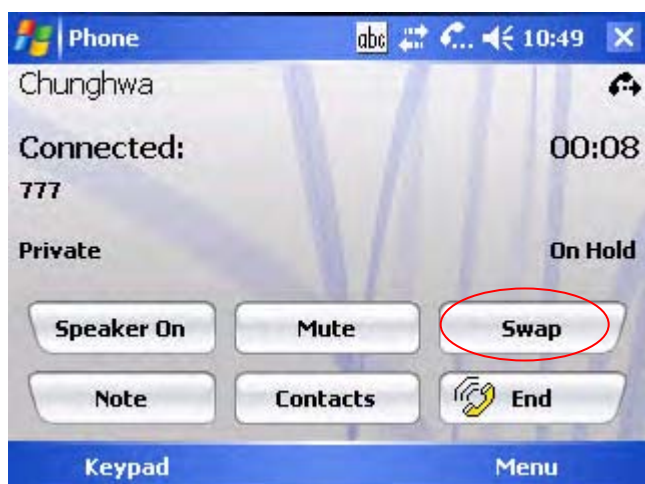 Phone abc 10:49
Chunghwa
Connected: 00:08
777
Private On Hold
Speaker On Mute Swap
Note Contacts End
Keypad Menu